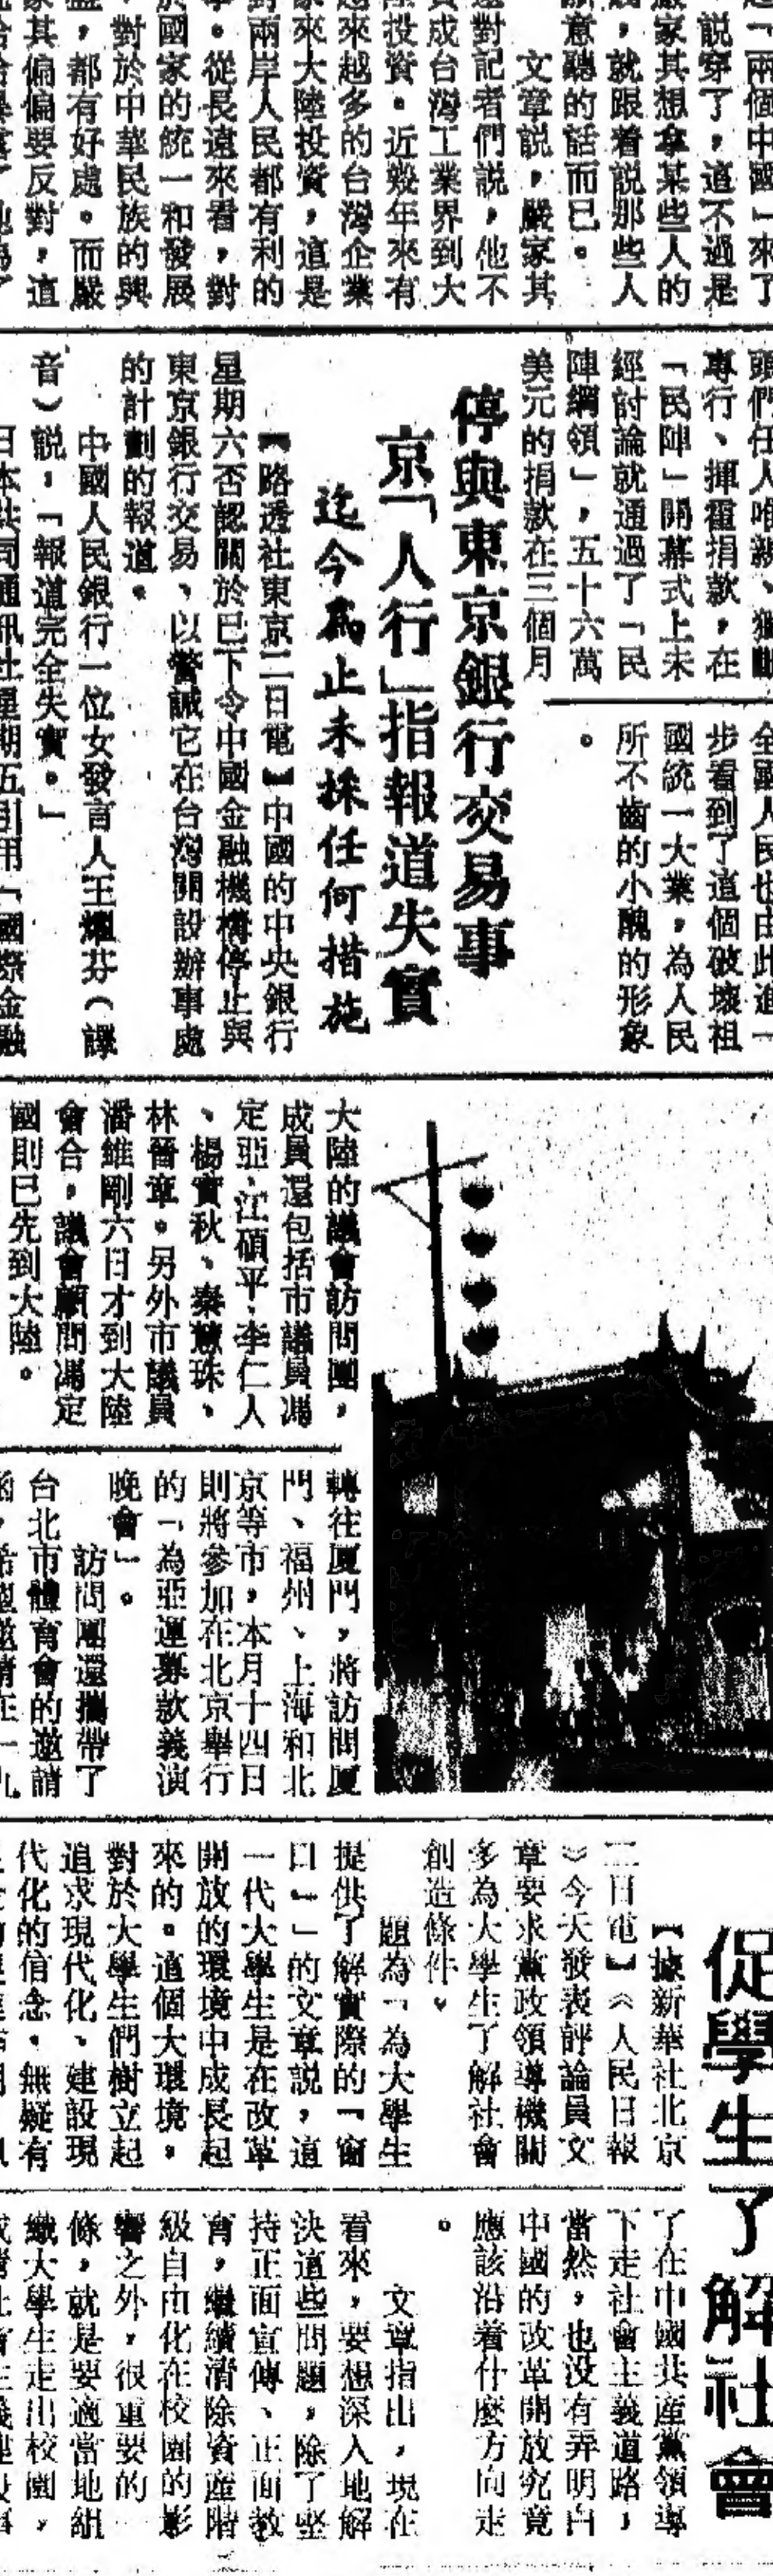 「兩個中國」來了
說穿了，這不過是
嚴家其想拿某些人的
，就跟着說那些人
意聽的話而已。
文章說，嚴家其
對記者們說，他不
成台灣工業界到大
投資。近幾年來有
來越多的台灣企業
來大陸投資，這是
對兩岸人民都有利的
。從長遠來看，對
國家的統一和發展
對於中華民族的興
，都有好處。而嚴
家其偏偏要反對，這
頭們任人唯親、獨斷
專行、揮霍捐款，在
「民陣」開幕式上未
經討論就通過了「民
陣綱領」，五十六萬
美元的捐款在三個月
全國人民也由此進一
步看到了這個破壞祖
國統一大業，為人民
所不齒的小醜的形象
。
停與東京銀行交易事
京「人行」指報道失實
迄今為止未採任何措施
【路透社東京二日電】中國的中央銀行
星期六否認關於已下令中國金融機構停止與
東京銀行交易、以警誡它在台灣開設辦事處
的計劃的報道。
中國人民銀行一位女發言人王燿芬（譯
音）說，「報道完全失實。」
日本共同通訊社星期五引用「國際金融
大陸的議會訪問團，
成員還包括市議員馮
定亞、江碩平、李仁人
、楊實秋、秦慧珠、
林晉章。另外市議員
潘維剛六日才到大陸
會合，議會顧問馮定
國則已先到大陸。
轉往厦門，將訪問厦
門、福州、上海和北
京等市，本月十四日
則將參加在北京舉行
的「為亞運募款義演
晚會」。
訪問團還攜帶了
台北市體育會的邀請
函，希望邀請在一九
促學生了解社會
【據新華社北京
二日電】《人民日報
》今天發表評論員文
章要求黨政領導機關
多為大學生了解社會
創造條件。
題為「為大學生
提供了解實際的『窗
口』」的文章說，這
一代大學生是在改革
開放的環境中成長起
來的。這個大環境，
對於大學生們樹立起
追求現代化、建設現
代化的信念，無疑有
了在中國共產黨領導
下走社會主義道路，
當然，也没有弄明白
中國的改革開放究竟
應該沿着什麽方向走
。
文章指出，現在
看來，要想深入地解
決這些問題，除了堅
持正面宣傳、正面教
育，繼續清除資產階
級自由化在校園的影
響之外，很重要的一
條，就是要適當地組
織大學生走出校園，